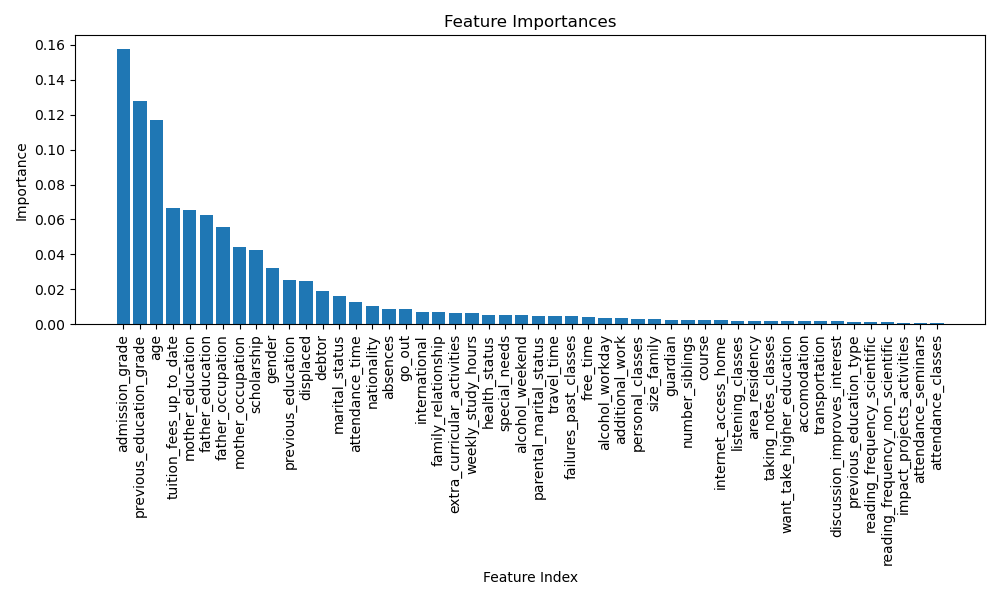 Feature Importances
0.16
0.14
0.12
0.10
0.08
0.06
0.04
0.02
0.00
Importance
admission_grade
previous_education_grade
age
tuition_fees_up_to_date
mother_education
father_education
father_occupation
mother_occupation
scholarship
gender
previous_education
displaced
debtor
marital_status
attendance_time
nationality
absences
go_out
international
family_relationship
extra_curricular_activities
weekly_study_hours
health_status
special_needs
alcohol_weekend
parental_marital_status
travel_time
failures_past_classes
free_time
alcohol_workday
additional_work
personal_classes
size_family
guardian
number_siblings
course
internet_access_home
listening_classes
area_residency
taking_notes_classes
want_take_higher_education
accomodation
transportation
discussion_improves_interest
previous_education_type
reading_frequency_scientific
reading_frequency_non_scientific
impact_projects_activities
attendance_seminars
attendance_classes
Feature Index